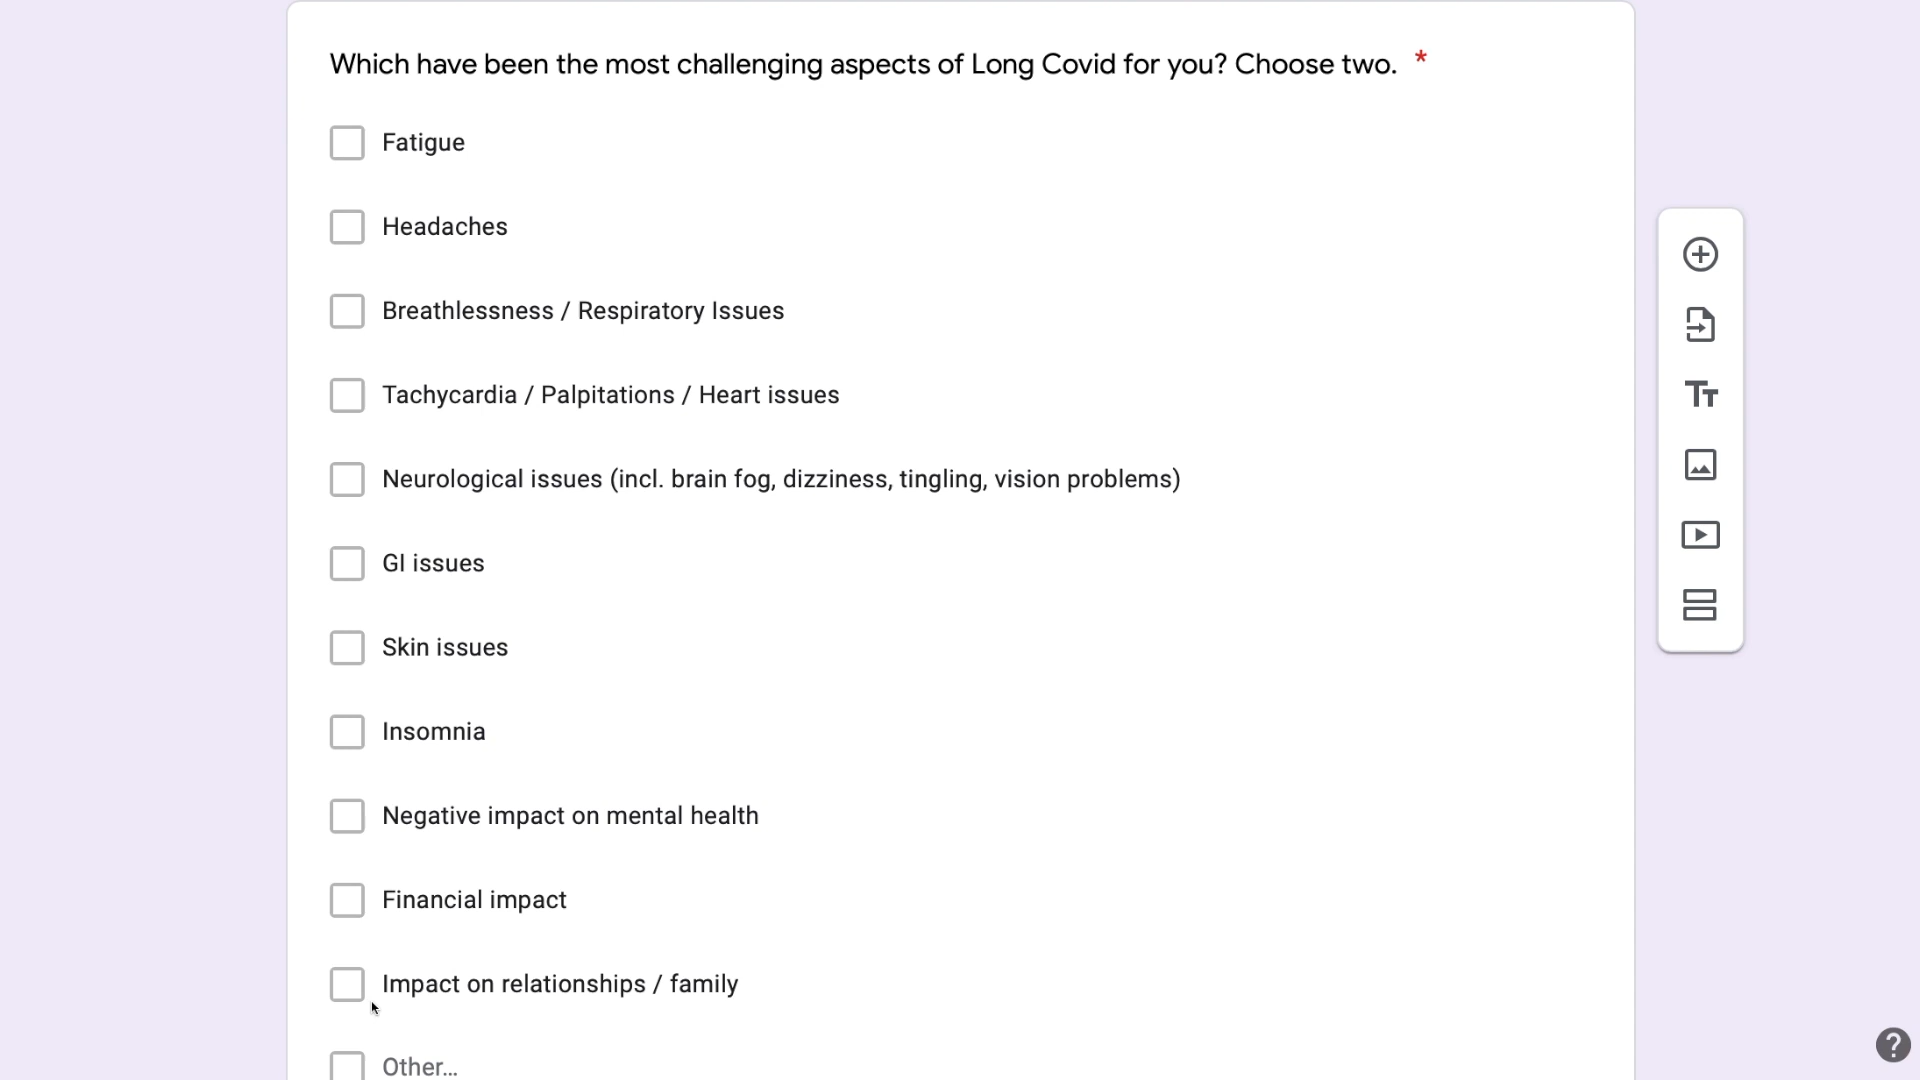 Which have been the most challenging aspects of Long Covid for you? Choose two. *
Fatigue
Headaches
Breathlessness / Respiratory Issues
Tachycardia / Palpitations / Heart issues
Neurological issues (incl. brain fog, dizziness, tingling, vision problems)
GI issues
Skin issues
Insomnia
Negative impact on mental health
Financial impact
Impact on relationships / family
Other...